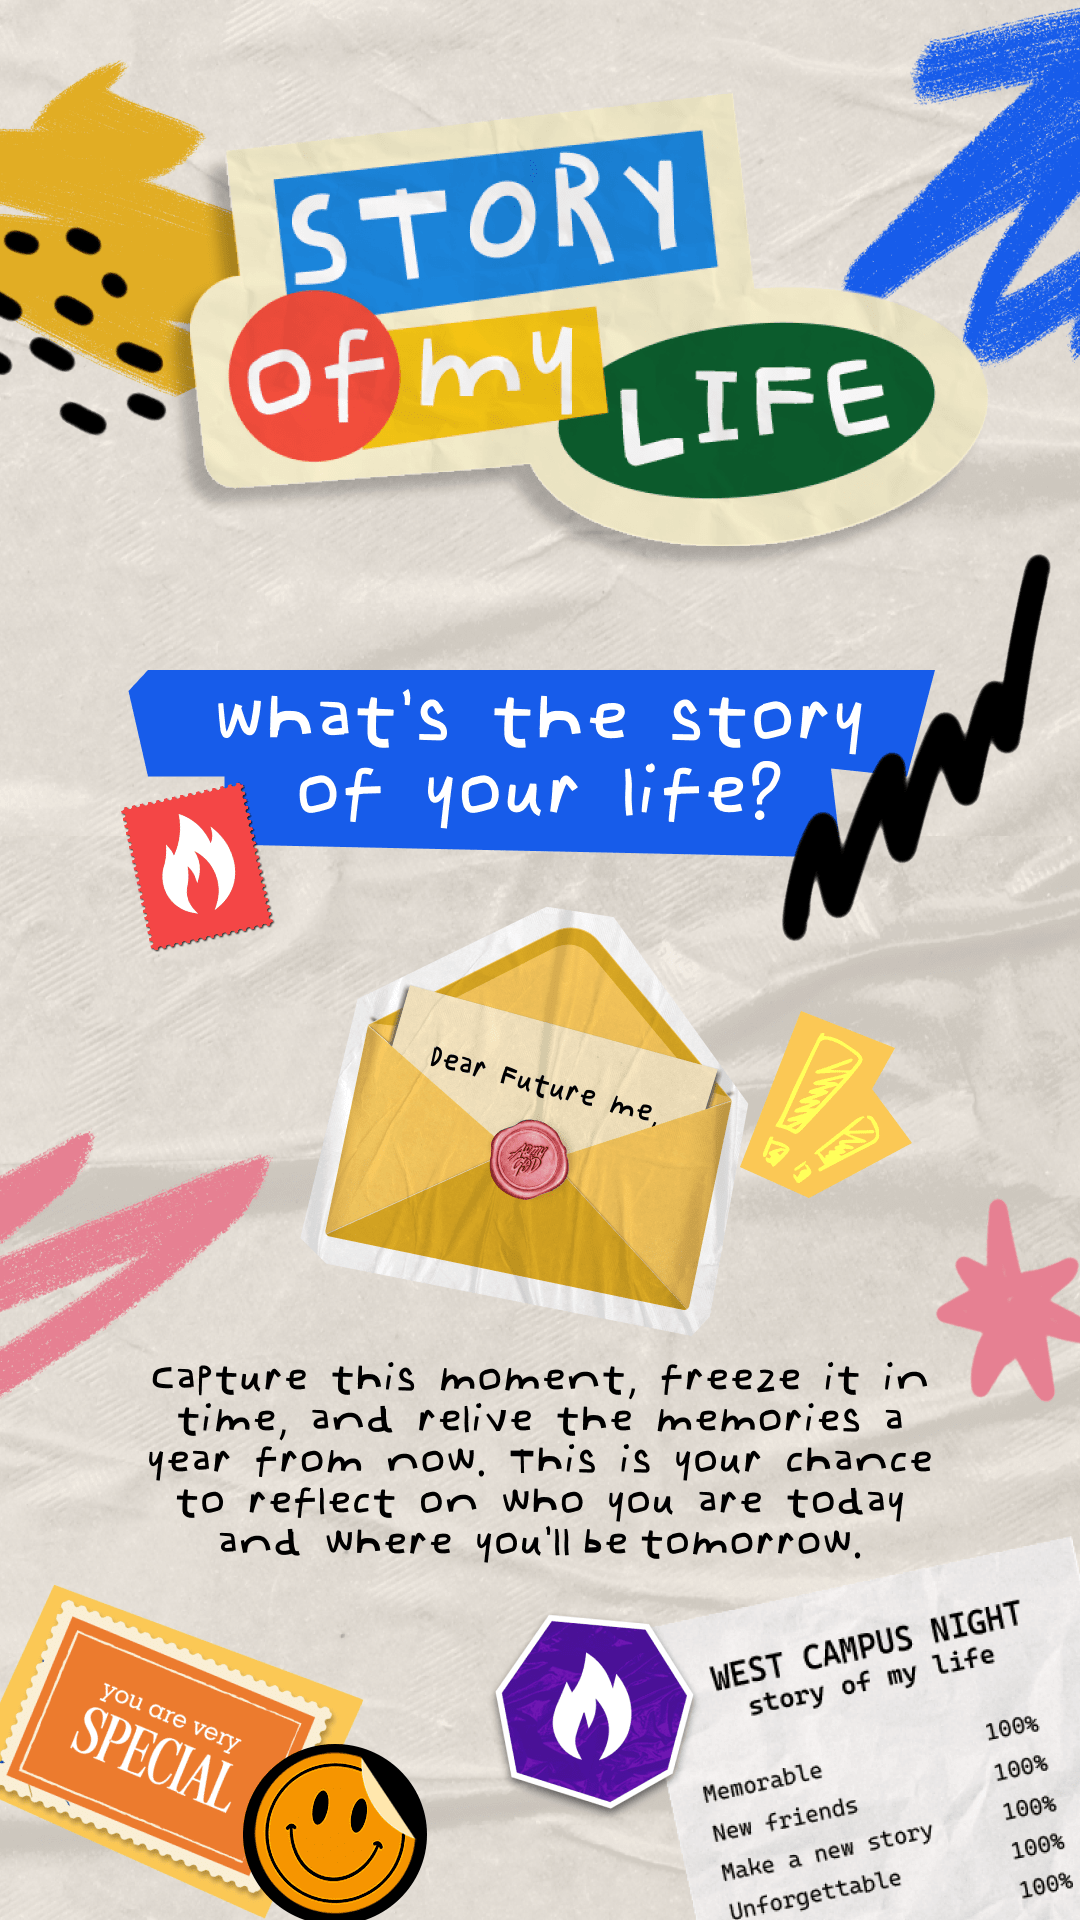 STORY
of my
LIFE
what's the story
of your life?
Dear Future me,
Army
GOD
capture this moment, freeze it in
time, and relive the memories a
year from now. This is your chance
to reflect on who you are today
and where you'll be tomorrow.
you are very
SPECIAL
WEST CAMPUS NIGHT
story of my life
100%
Memorable 100%
New friends 100%
Make a new story 100%
Unforgettable 100%